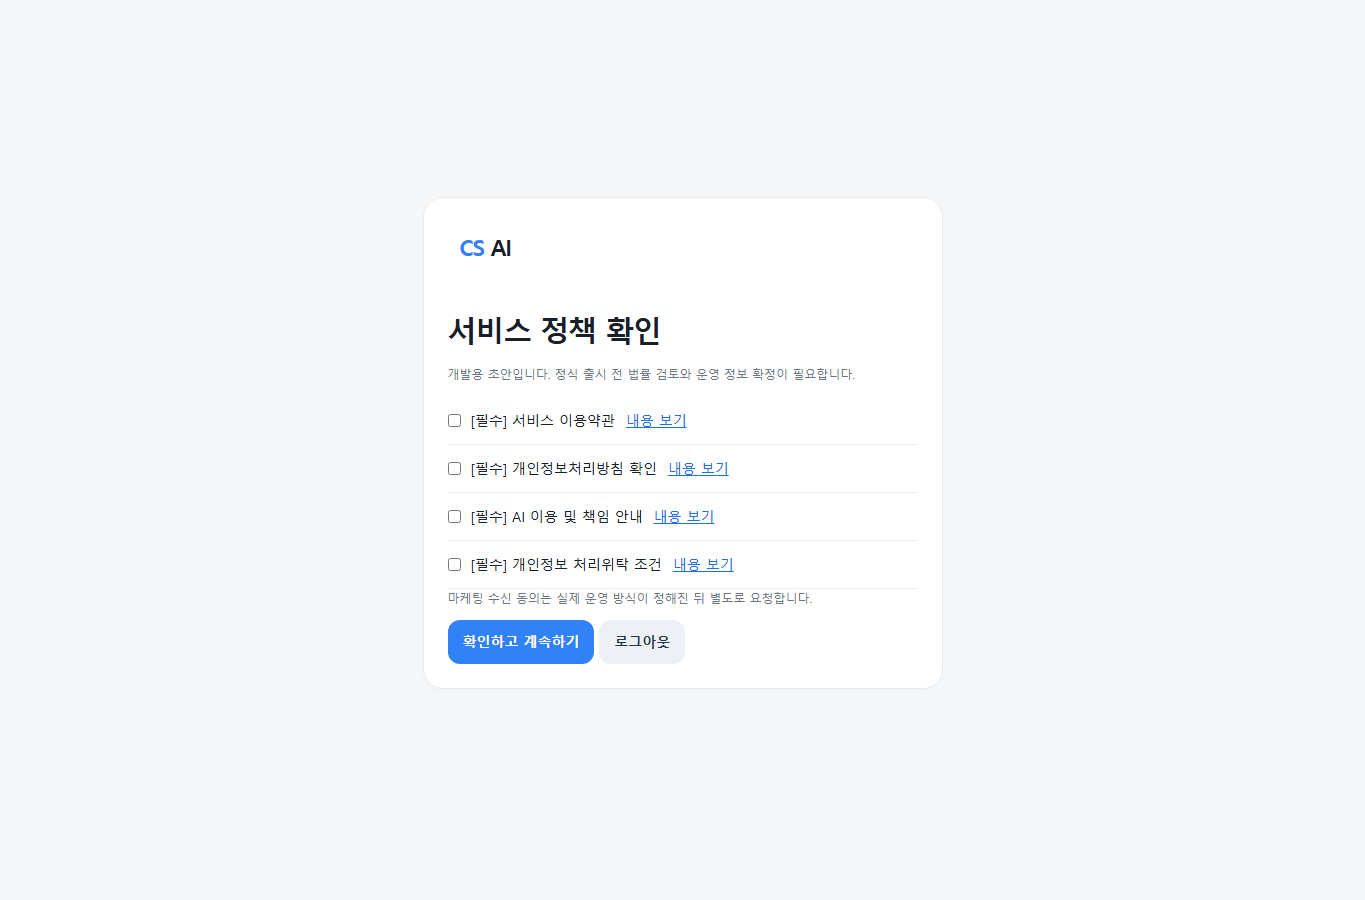 CS AI
서비스 정책 확인
개발용 초안입니다. 정식 출시 전 법률 검토와 운영 정보 확정이 필요합니다.
[필수] 서비스 이용약관 내용 보기
[필수] 개인정보처리방침 확인 내용 보기
[필수] AI 이용 및 책임 안내 내용 보기
[필수] 개인정보 처리위탁 조건 내용 보기
마케팅 수신 동의는 실제 운영 방식이 정해진 뒤 별도로 요청합니다.
확인하고 계속하기 로그아웃